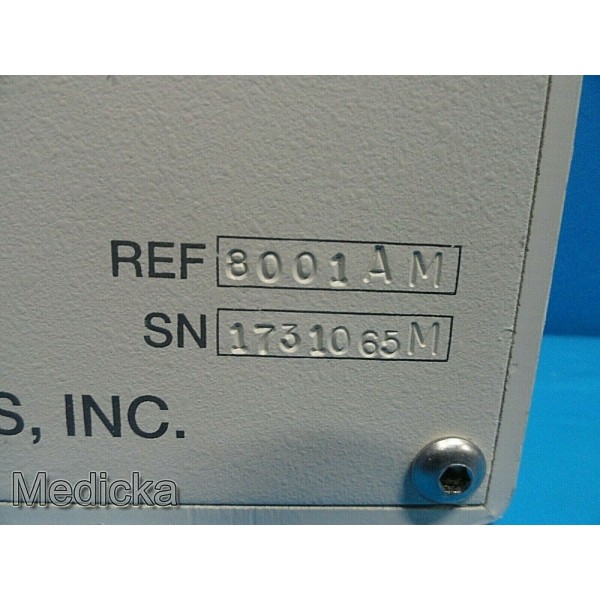 REF 8001AM
SN 1731065M
S, INC.
Medicka